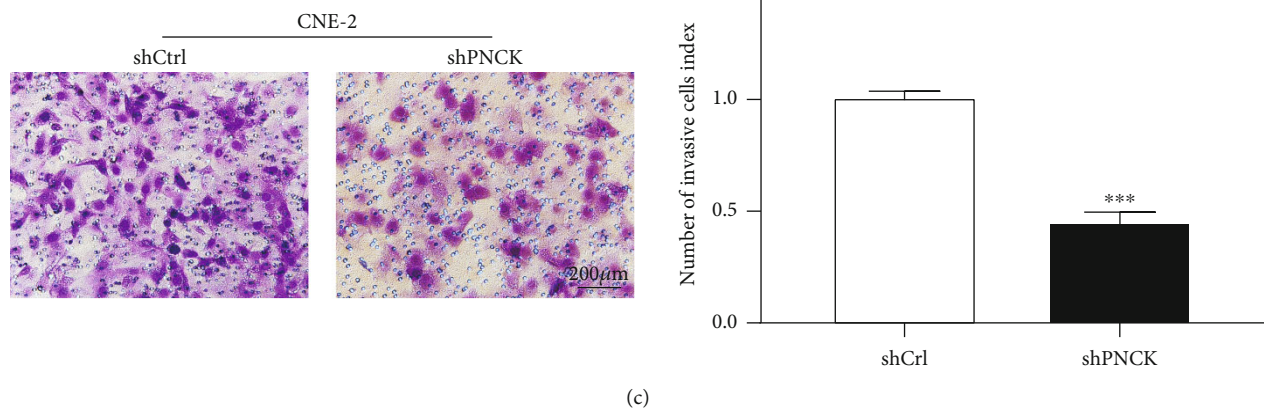 CNE-2
shCtrl
shPNCK
200μm
Number of invasive cells index
1.0
0.5
0.0
***
shCrl
shPNCK
(c)